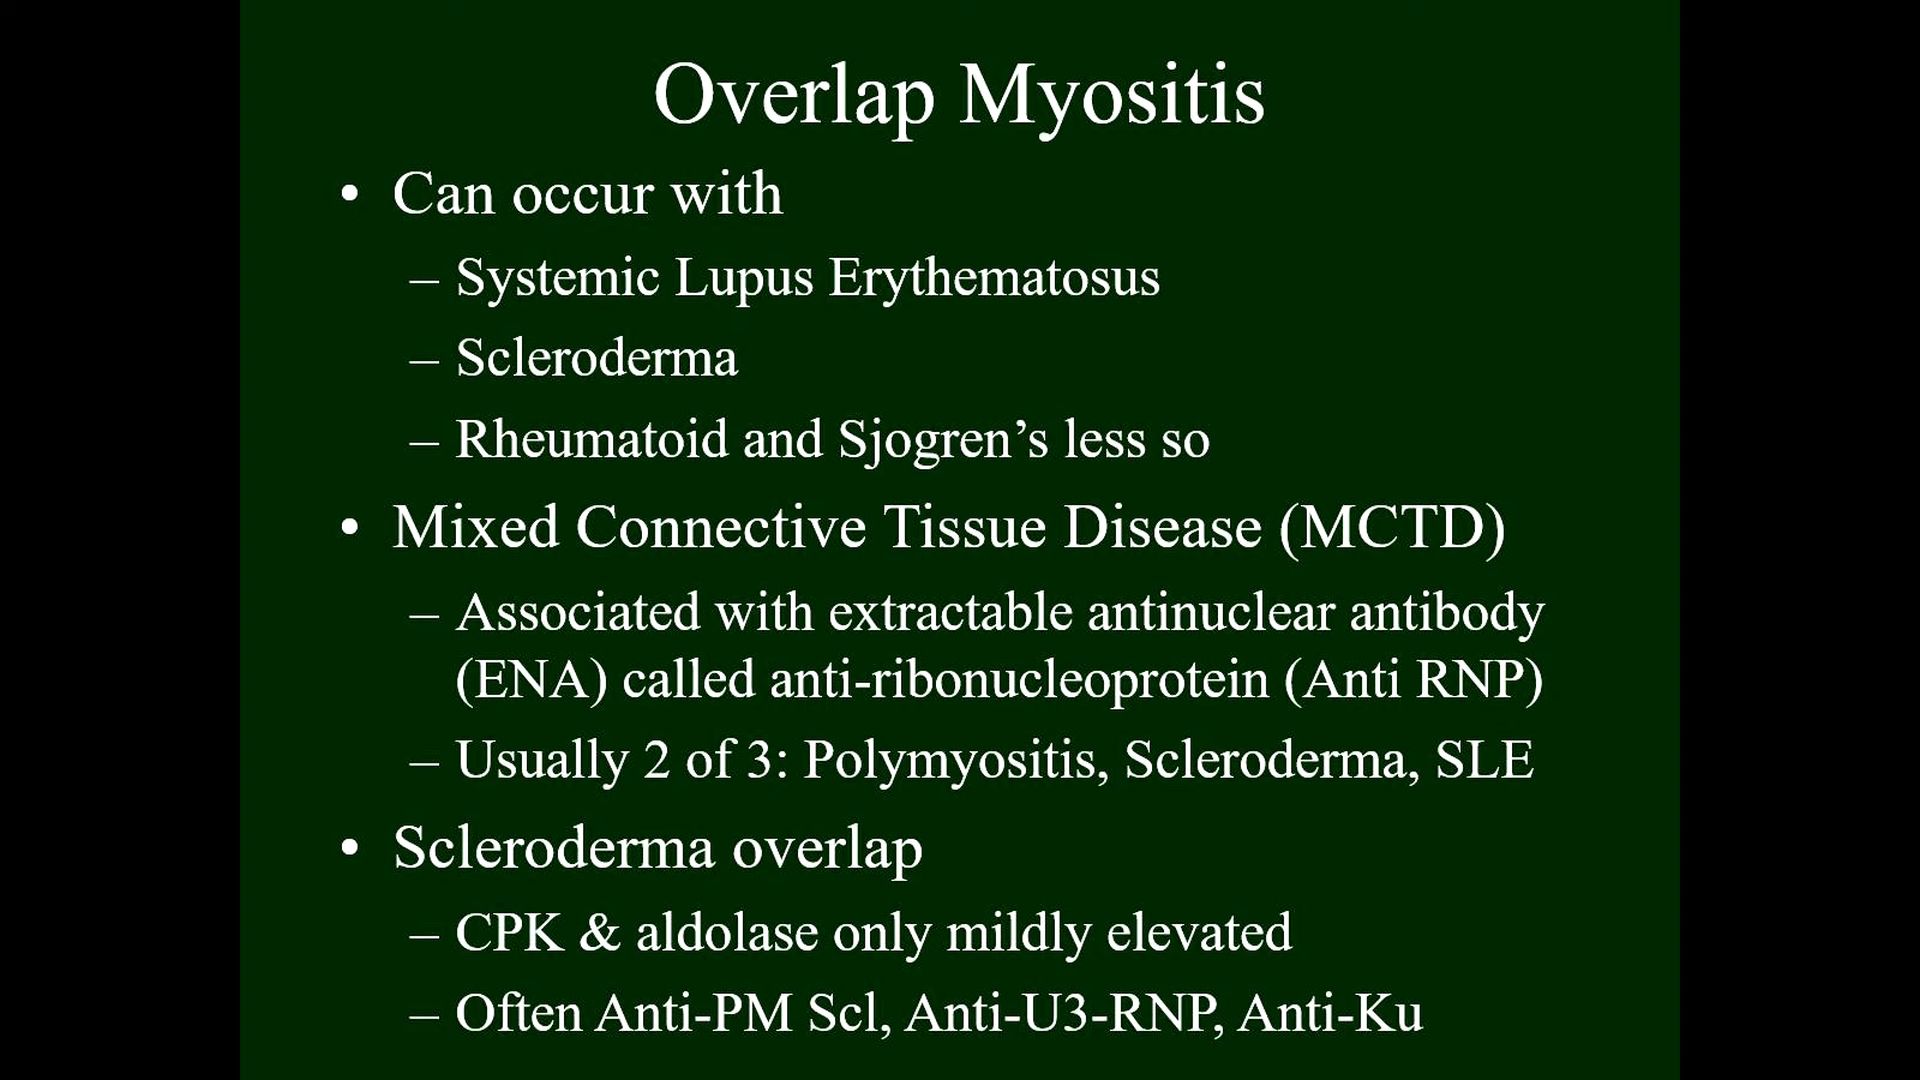 Overlap Myositis
• Can occur with
– Systemic Lupus Erythematosus
– Scleroderma
– Rheumatoid and Sjogren’s less so
• Mixed Connective Tissue Disease (MCTD)
– Associated with extractable antinuclear antibody
(ENA) called anti-ribonucleoprotein (Anti RNP)
– Usually 2 of 3: Polymyositis, Scleroderma, SLE
• Scleroderma overlap
– CPK & aldolase only mildly elevated
– Often Anti-PM Scl, Anti-U3-RNP, Anti-Ku